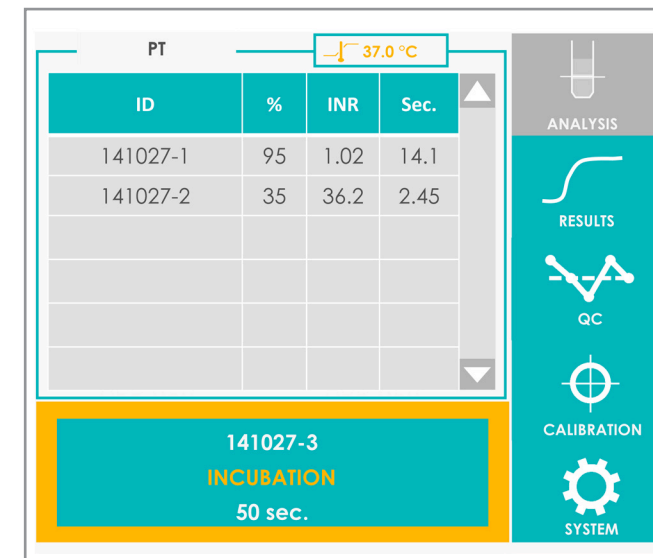 PT
37.0 °C
ID % INR Sec.
141027-1 95 1.02 14.1
141027-2 35 36.2 2.45
141027-3
INCUBATION
50 sec.
ANALYSIS
RESULTS
QC
CALIBRATION
SYSTEM